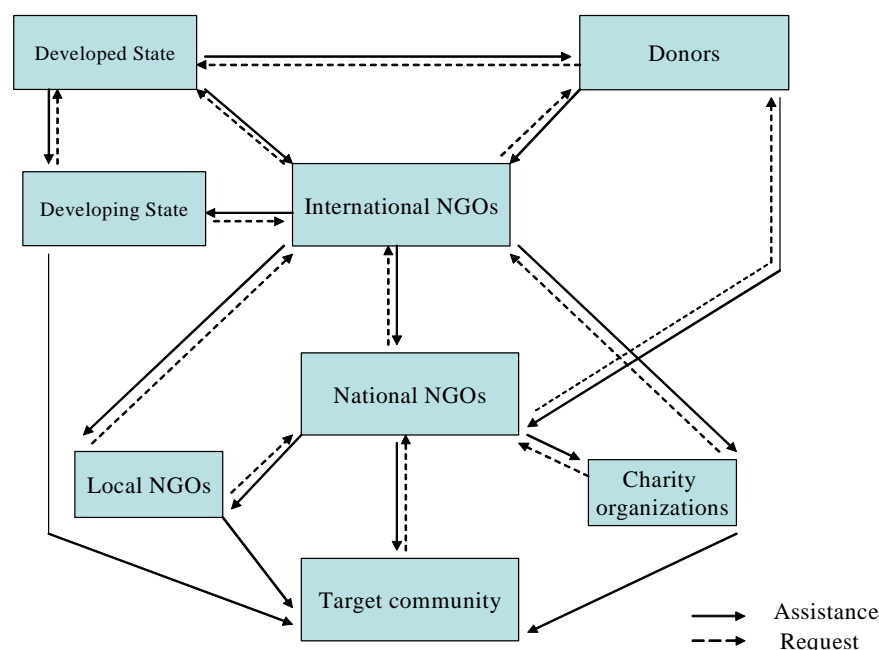 Developed State
Donors
Developing State
International NGOs
National NGOs
Local NGOs
Charity
organizations
Target community
Assistance
Request